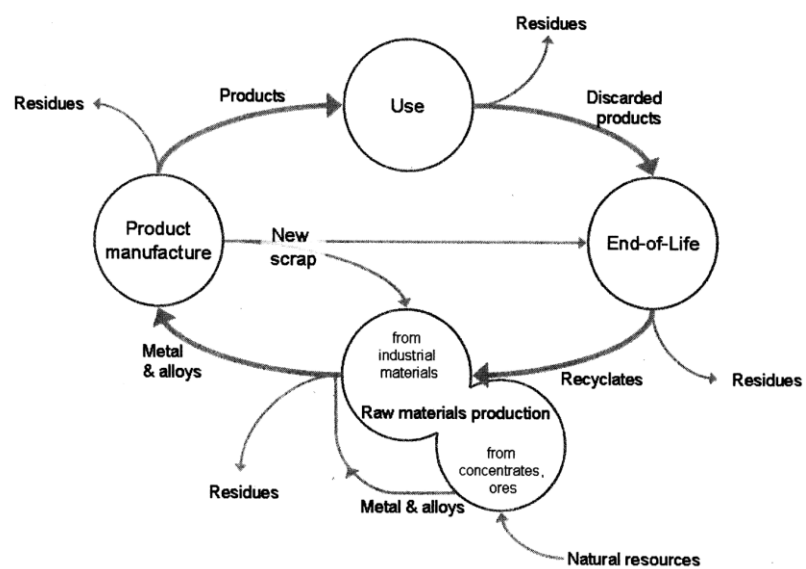 Residues
Products
Use
Discarded
products
Residues
Product
manufacture
New
scrap
End-of-Life
from
industrial
materials
Metal
& alloys
Recyclates
Residues
Raw materials production
from
concentrates,
ores
Residues
Metal & alloys
Natural resources